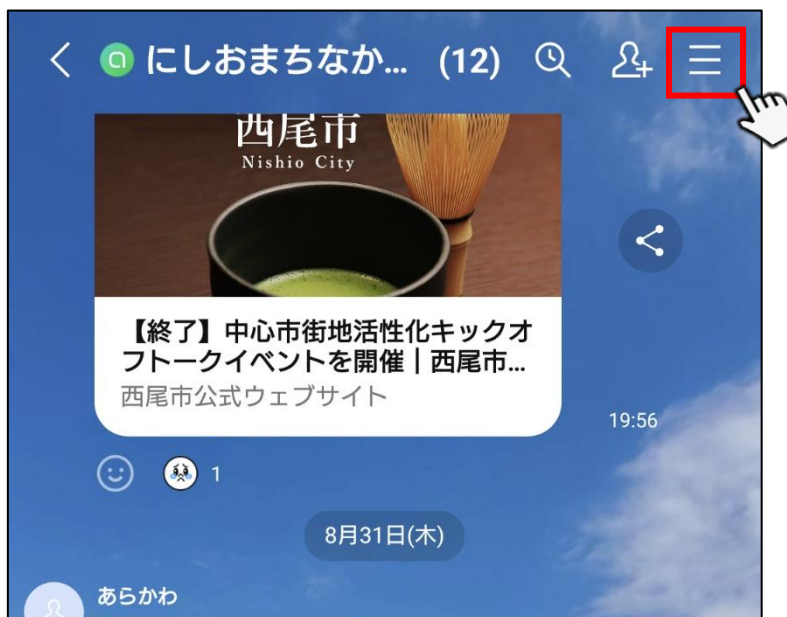 にしおまちなか... (12)
西尾市
Nishio City
【終了】中心市街地活性化キックオ
フトークイベントを開催|西尾市...
西尾市公式ウェブサイト
19:56
1
8月31日(木)
あらかわ